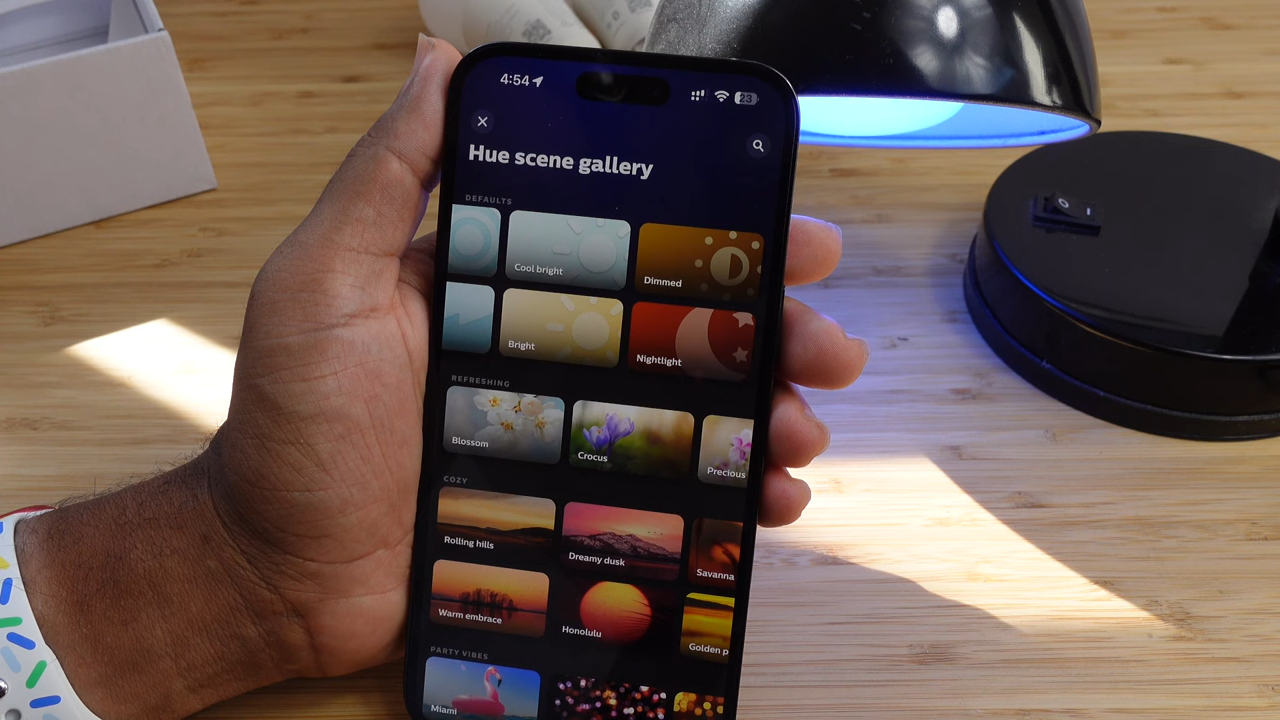 4:54
23
Hue scene gallery
DEFAULTS
Cool bright
Dimmed
Bright
Nightlight
REFRESHING
Blossom
Crocus
Precious
COZY
Rolling hills
Dreamy dusk
Savanna
Warm embrace
Honolulu
Golden p
PARTY VIBES
Miami